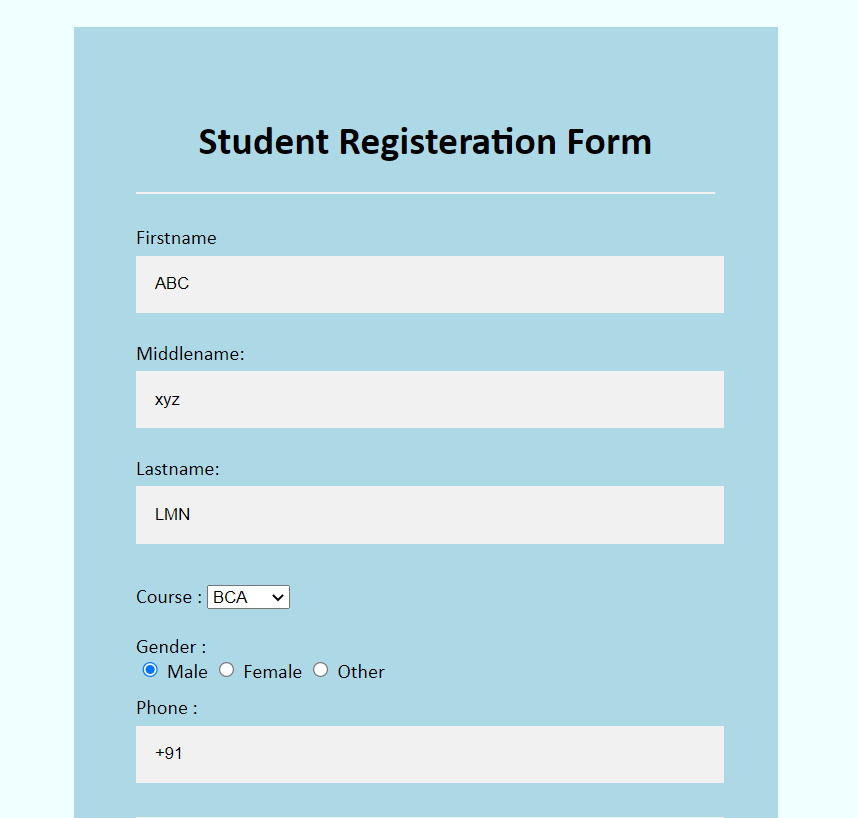 Student Registeration Form
Firstname
ABC
Middlename:
xyz
Lastname:
LMN
Course : BCA
Gender :
Male Female Other
Phone :
+91